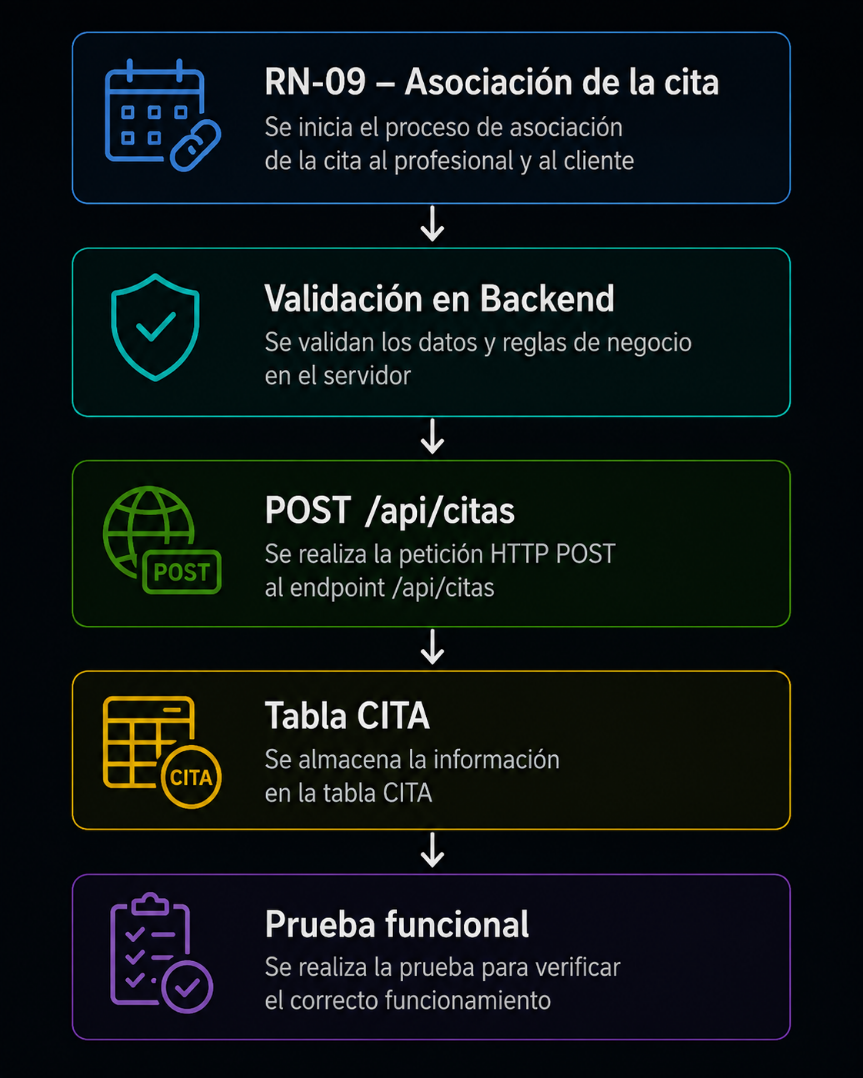 RN-09 – Asociación de la cita
Se inicia el proceso de asociación
de la cita al profesional y al cliente
Validación en Backend
Se validan los datos y reglas de negocio
en el servidor
POST /api/citas
Se realiza la petición HTTP POST
al endpoint /api/citas
POST
Tabla CITA
Se almacena la información
en la tabla CITA
CITA
Prueba funcional
Se realiza la prueba para verificar
el correcto funcionamiento